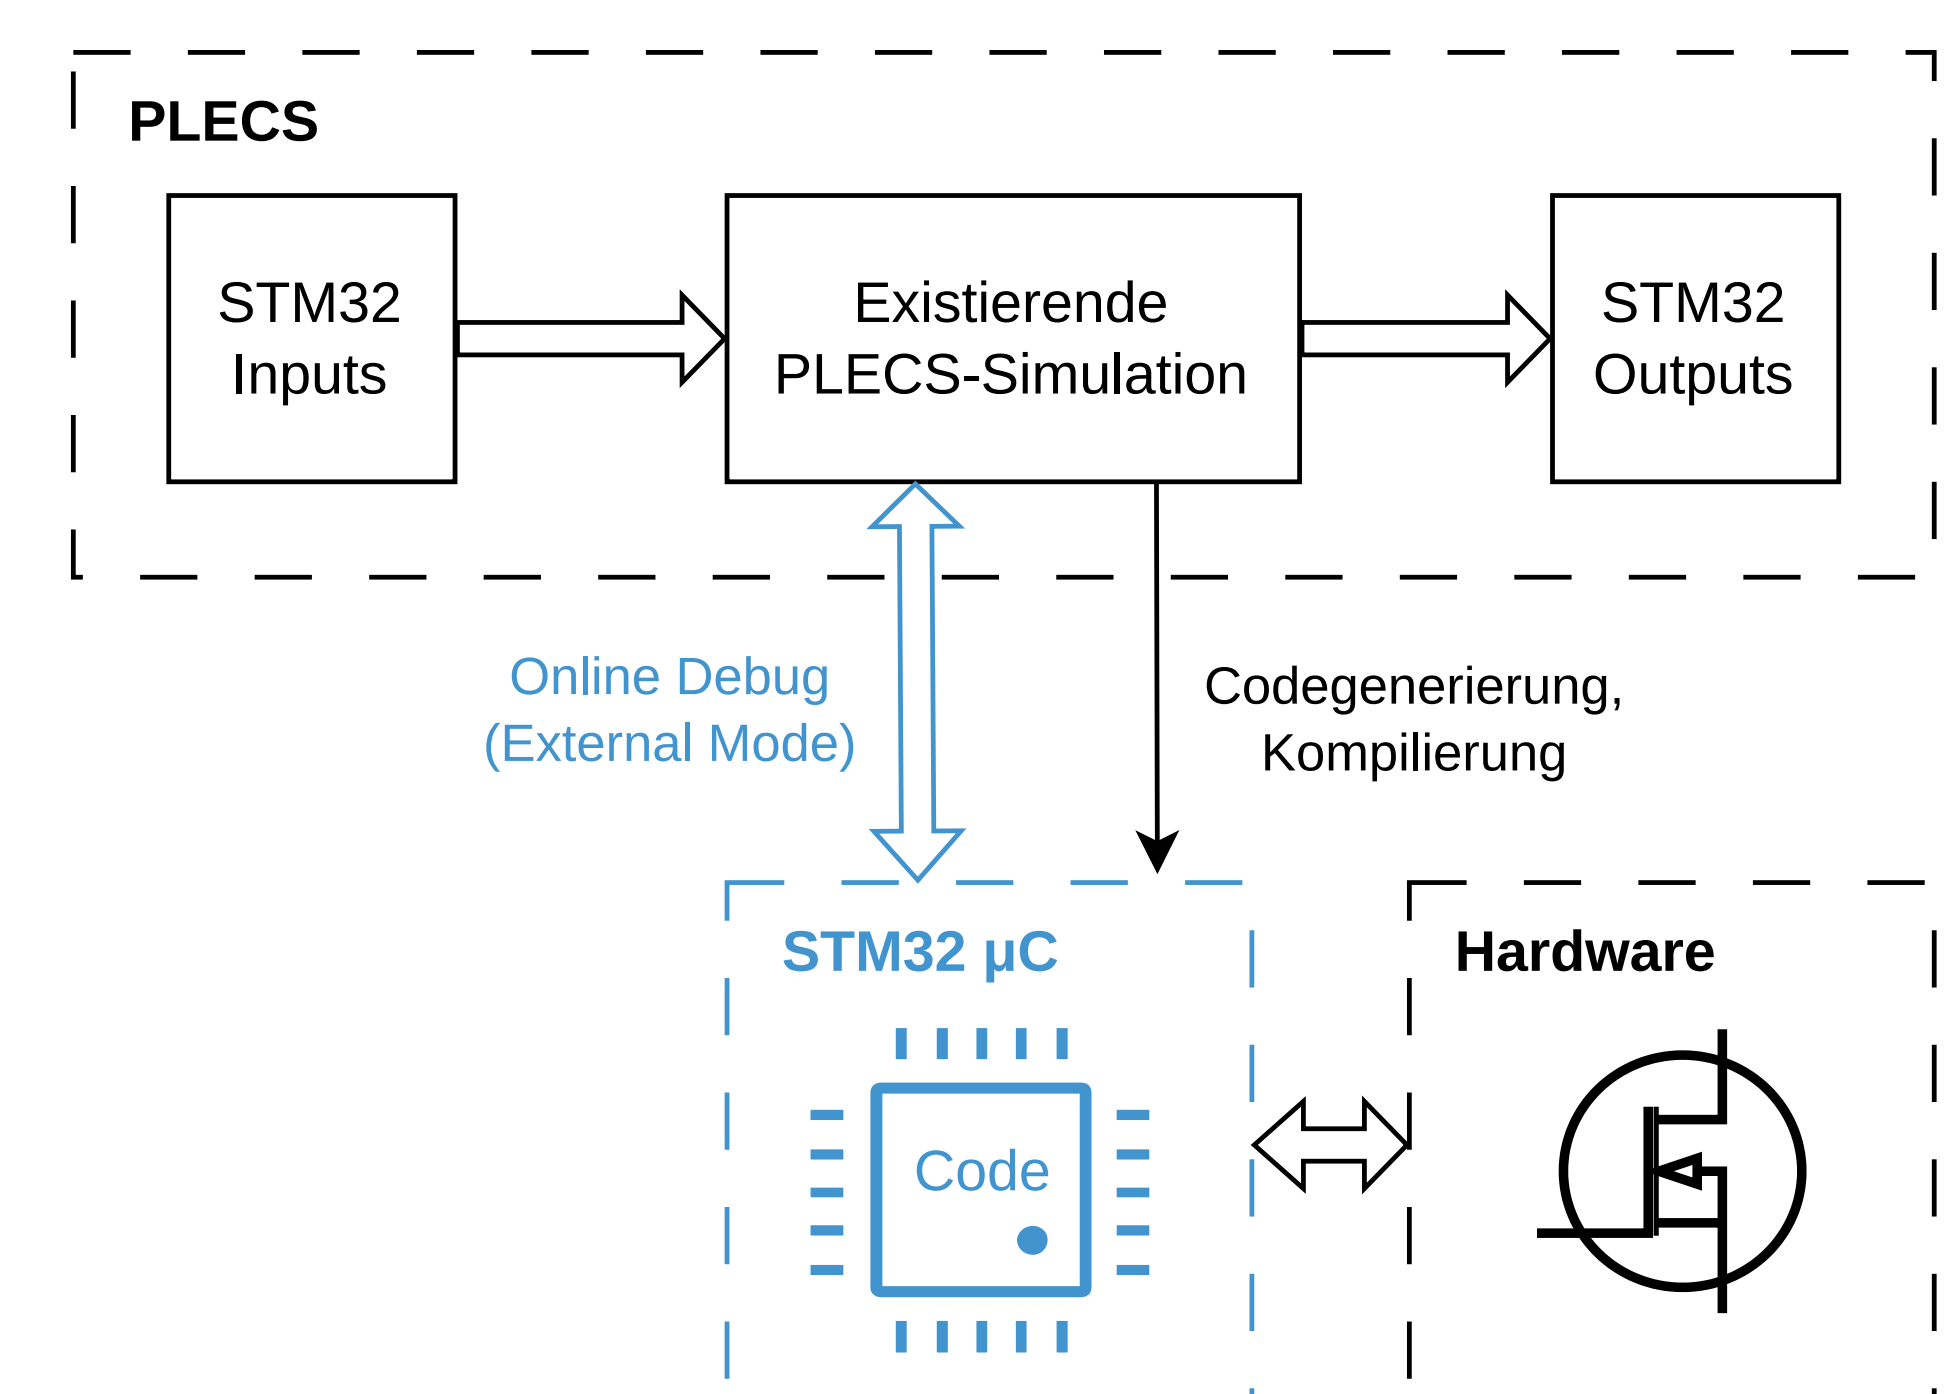 PLECS
STM32
Inputs
Existierende
PLECS-Simulation
STM32
Outputs
Online Debug
(External Mode)
Codegenerierung,
Kompilierung
STM32 µC
Code
Hardware